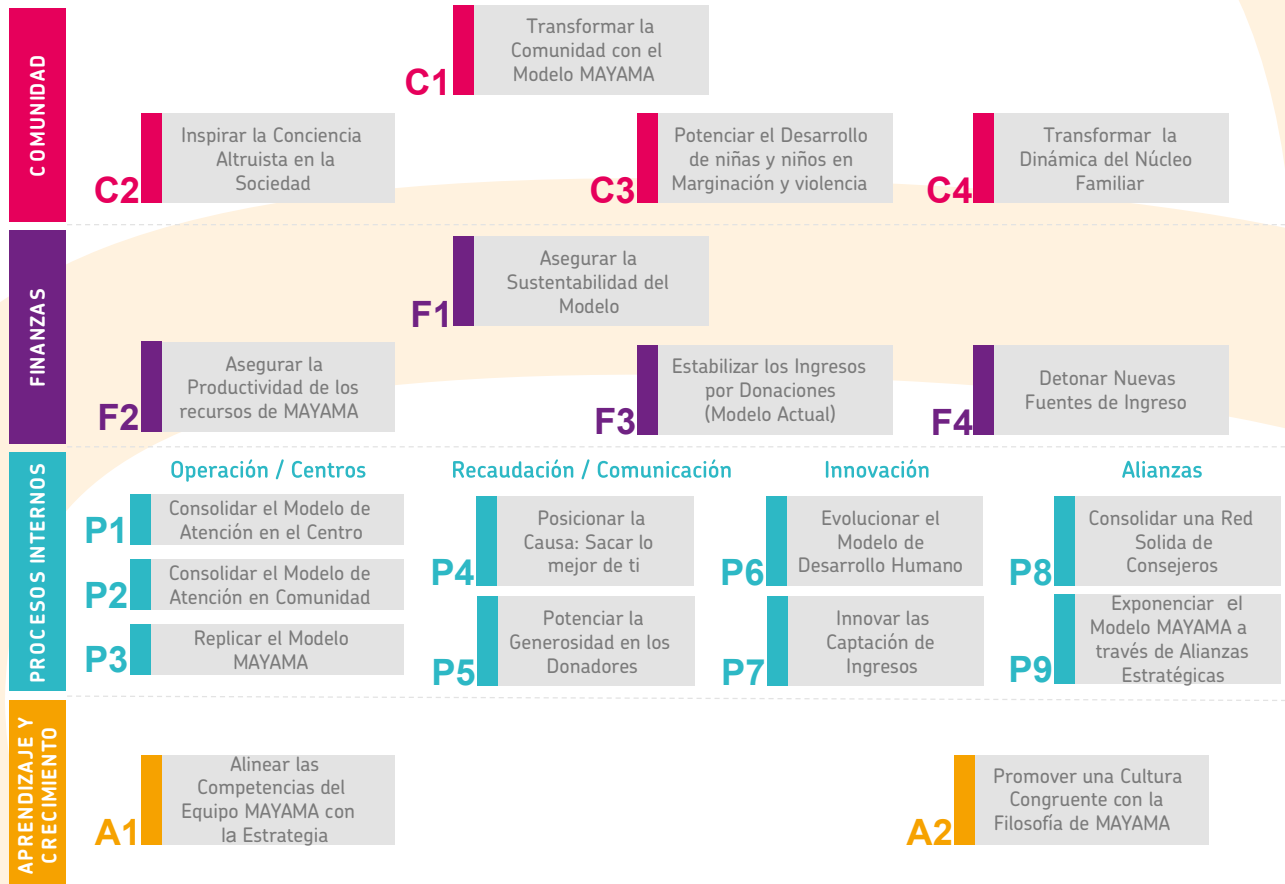 COMUNIDAD
C1
Transformar la
Comunidad con el
Modelo MAYAMA
C2
Inspirar la Conciencia
Altruista en la
Sociedad
C3
Potenciar el Desarrollo
de niñas y niños en
Marginación y violencia
C4
Transformar la
Dinámica del Núcleo
Familiar
FINANZAS
F1
Asegurar la
Sustentabilidad del
Modelo
F2
Asegurar la
Productividad de los
recursos de MAYAMA
F3
Estabilizar los Ingresos
por Donaciones
(Modelo Actual)
F4
Detonar Nuevas
Fuentes de Ingreso
PROCESOS INTERNOS
Operación / Centros
P1
Consolidar el Modelo de
Atención en el Centro
P2
Consolidar el Modelo de
Atención en Comunidad
P3
Replicar el Modelo
MAYAMA
Recaudación / Comunicación
P4
Posicionar la
Causa: Sacar lo
mejor de ti
P5
Potenciar la
Generosidad en los
Donadores
Innovación
P6
Evolucionar el
Modelo de
Desarrollo Humano
P7
Innovar las
Captación de
Ingresos
Alianzas
P8
Consolidar una Red
Solida de
Consejeros
P9
Exponenciar el
Modelo MAYAMA a
través de Alianzas
Estratégicas
APRENDIZAJE Y
CRECIMIENTO
A1
Alinear las
Competencias del
Equipo MAYAMA con
la Estrategia
A2
Promover una Cultura
Congruente con la
Filosofía de MAYAMA